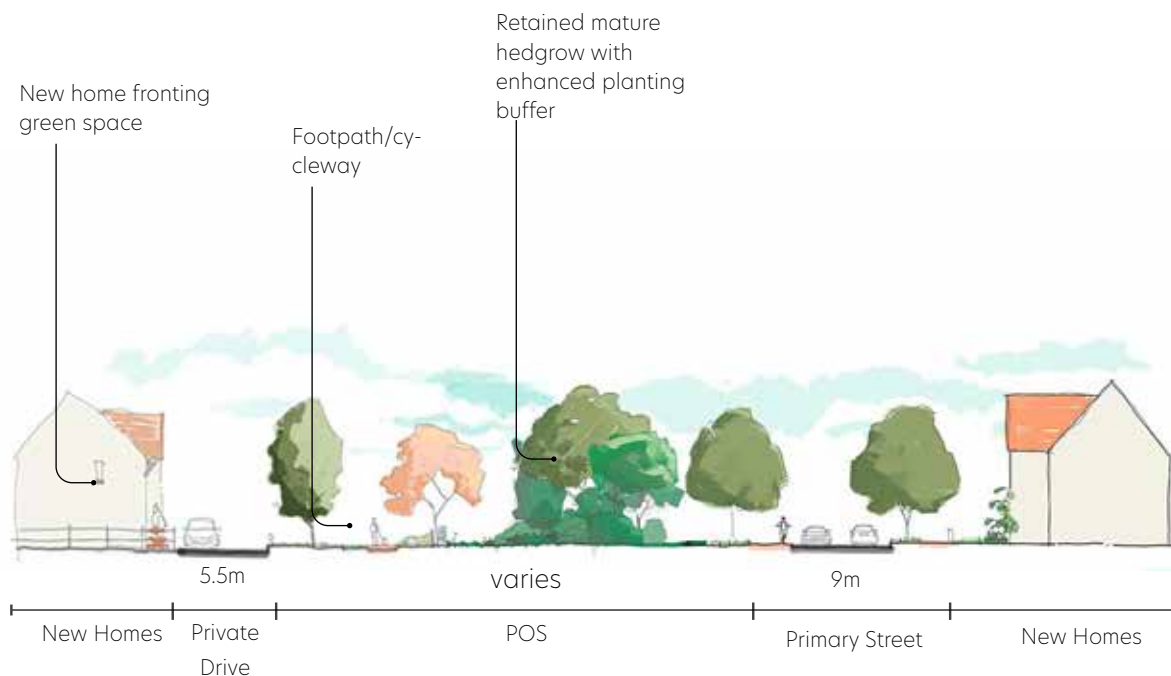 Retained mature
hedgrow with
enhanced planting
buffer
New home fronting
green space
Footpath/cy-
cleway
5.5m
varies
9m
New Homes
Private
Drive
POS
Primary Street
New Homes